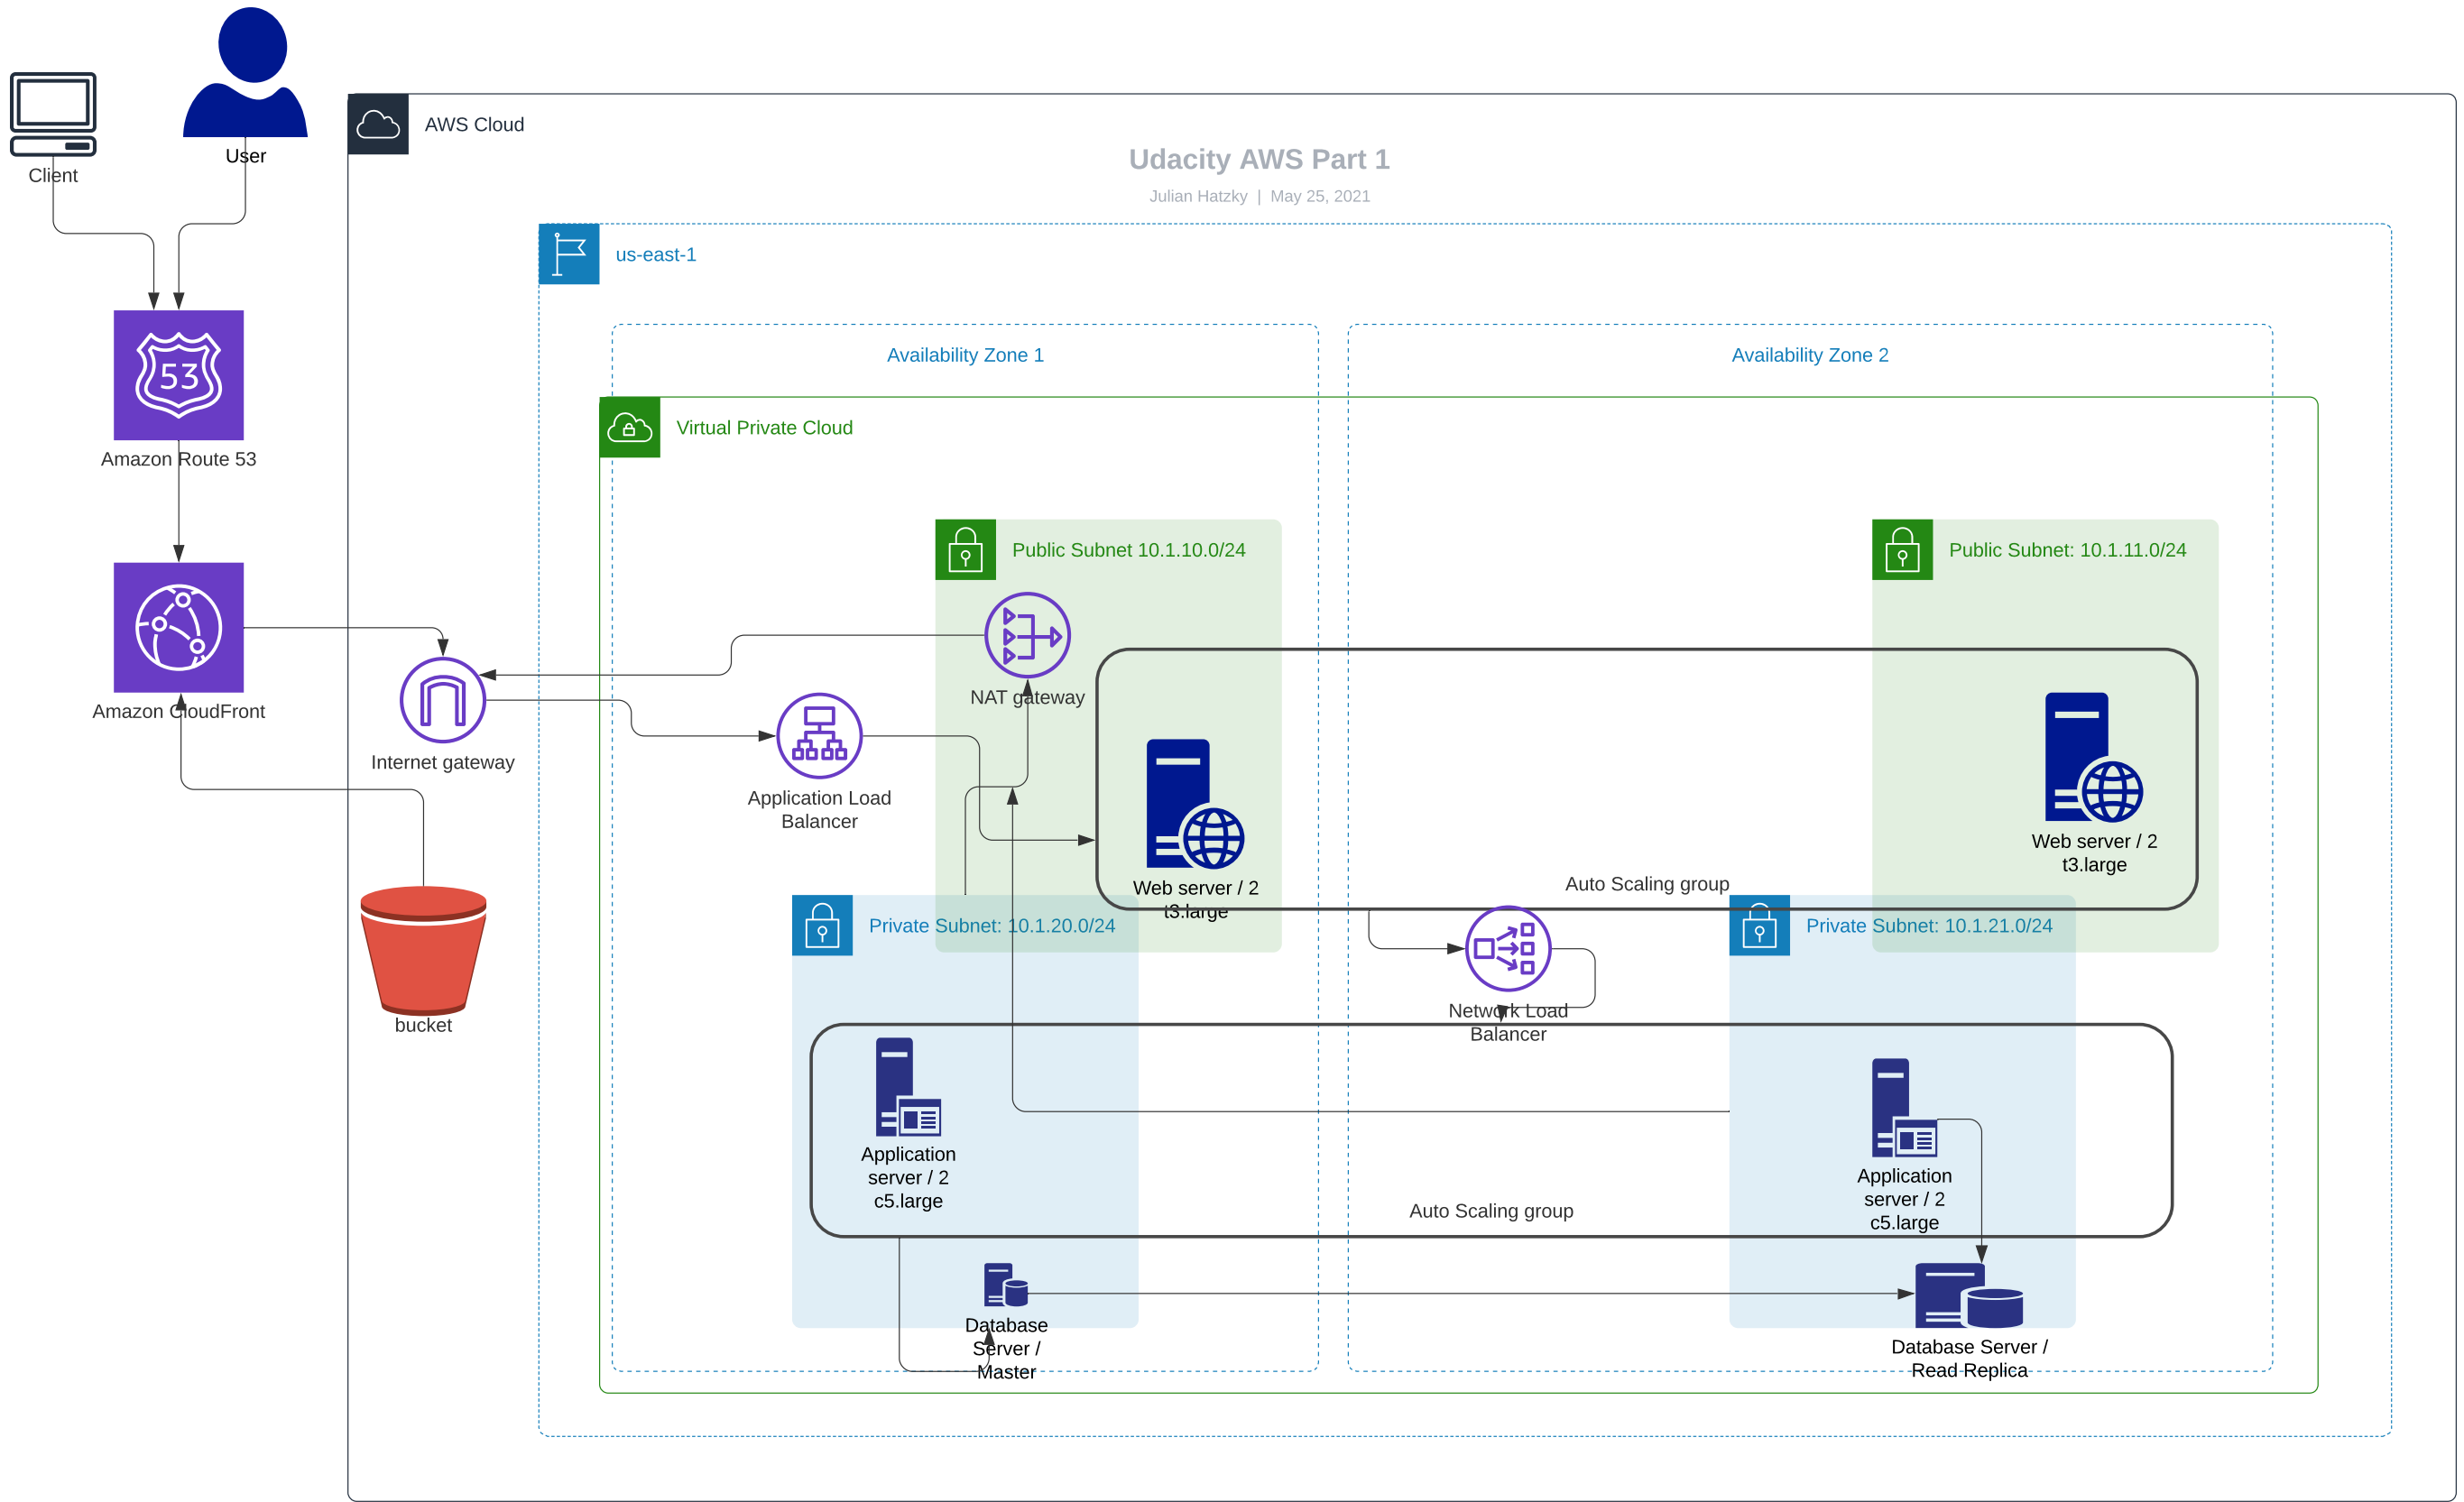 User
Client
AWS Cloud
Udacity AWS Part 1
Julian Hatzky | May 25, 2021
us-east-1
Availability Zone 1
Availability Zone 2
53
Virtual Private Cloud
Amazon Route 53
Public Subnet 10.1.10.0/24
Public Subnet: 10.1.11.0/24
NAT gateway
Amazon CloudFront
Internet gateway
Application Load
Balancer
Web server / 2
t3.large
Web server / 2
t3.large
Auto Scaling group
Private Subnet: 10.1.20.0/24
Private Subnet: 10.1.21.0/24
Network Load
Balancer
bucket
Application
server / 2
c5.large
Application
server / 2
c5.large
Auto Scaling group
Database
Server /
Master
Database Server /
Read Replica